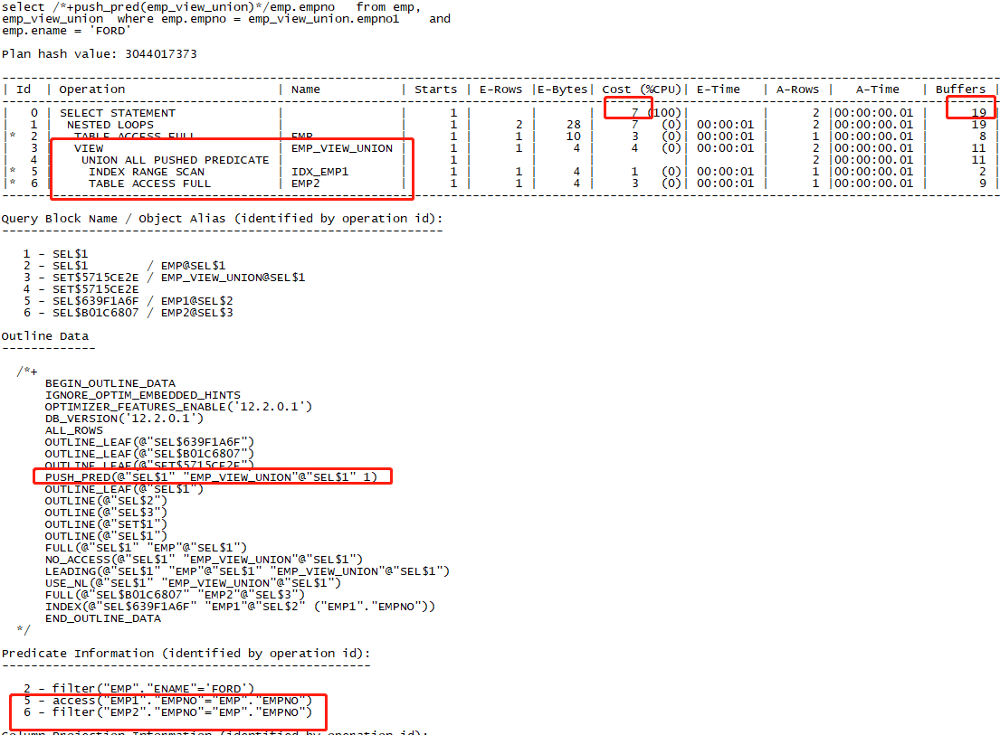 select /*+push_pred(emp_view_union)*/emp.empno   from emp,
emp_view_union  where emp.empno = emp_view_union.empno1    and
emp.ename = 'FORD'
Plan hash value: 3044017373
--------------------------------------------------------------------------------
| Id  | Operation                     | Name           | Starts | E-Rows |E-Bytes| Cost (%CPU)| E-Time   | A-Rows |   A-Time   | Buffers |
--------------------------------------------------------------------------------
|   0 | SELECT STATEMENT              |                |      1 |        |       |     7 (100)|          |      2 |00:00:00.01 |      19 |
|   1 |  NESTED LOOPS                 |                |      1 |      2 |    28 |     7   (0)| 00:00:01 |      2 |00:00:00.01 |      19 |
|*  2 |   TABLE ACCESS FULL           | EMP            |      1 |      1 |    10 |     3   (0)| 00:00:01 |      1 |00:00:00.01 |       8 |
|   3 |   VIEW                        | EMP_VIEW_UNION |      1 |      1 |     4 |     4   (0)| 00:00:01 |      2 |00:00:00.01 |      11 |
|   4 |    UNION ALL PUSHED PREDICATE |                |      1 |        |       |            |          |      2 |00:00:00.01 |      11 |
|*  5 |     INDEX RANGE SCAN          | IDX_EMP1       |      1 |      1 |     4 |     1   (0)| 00:00:01 |      1 |00:00:00.01 |       2 |
|*  6 |     TABLE ACCESS FULL         | EMP2           |      1 |      1 |     4 |     3   (0)| 00:00:01 |      1 |00:00:00.01 |       9 |
--------------------------------------------------------------------------------
Query Block Name / Object Alias (identified by operation id):
-------------------------------------------------------------
1 - SEL$1
2 - SEL$1        / EMP@SEL$1
3 - SET$5715CE2E / EMP_VIEW_UNION@SEL$1
4 - SET$5715CE2E
5 - SEL$639F1A6F / EMP1@SEL$2
6 - SEL$B01C6807 / EMP2@SEL$3
Outline Data
-------------
/*+
BEGIN_OUTLINE_DATA
IGNORE_OPTIM_EMBEDDED_HINTS
OPTIMIZER_FEATURES_ENABLE('12.2.0.1')
DB_VERSION('12.2.0.1')
ALL_ROWS
OUTLINE_LEAF(@"SEL$639F1A6F")
OUTLINE_LEAF(@"SEL$B01C6807")
OUTLINE_LEAF(@"SET$5715CE2E")
PUSH_PRED(@"SEL$1" "EMP_VIEW_UNION"@"SEL$1" 1)
OUTLINE_LEAF(@"SEL$1")
OUTLINE(@"SEL$2")
OUTLINE(@"SEL$3")
OUTLINE(@"SET$1")
OUTLINE(@"SEL$1")
FULL(@"SEL$1" "EMP"@"SEL$1")
NO_ACCESS(@"SEL$1" "EMP_VIEW_UNION"@"SEL$1")
LEADING(@"SEL$1" "EMP"@"SEL$1" "EMP_VIEW_UNION"@"SEL$1")
USE_NL(@"SEL$1" "EMP_VIEW_UNION"@"SEL$1")
FULL(@"SEL$B01C6807" "EMP2"@"SEL$3")
INDEX(@"SEL$639F1A6F" "EMP1"@"SEL$2" ("EMP1"."EMPNO"))
END_OUTLINE_DATA
*/
Predicate Information (identified by operation id):
---------------------------------------------------
2 - filter("EMP"."ENAME"='FORD')
5 - access("EMP1"."EMPNO"="EMP"."EMPNO")
6 - filter("EMP2"."EMPNO"="EMP"."EMPNO")
Column Projection Information (identified by operation id):